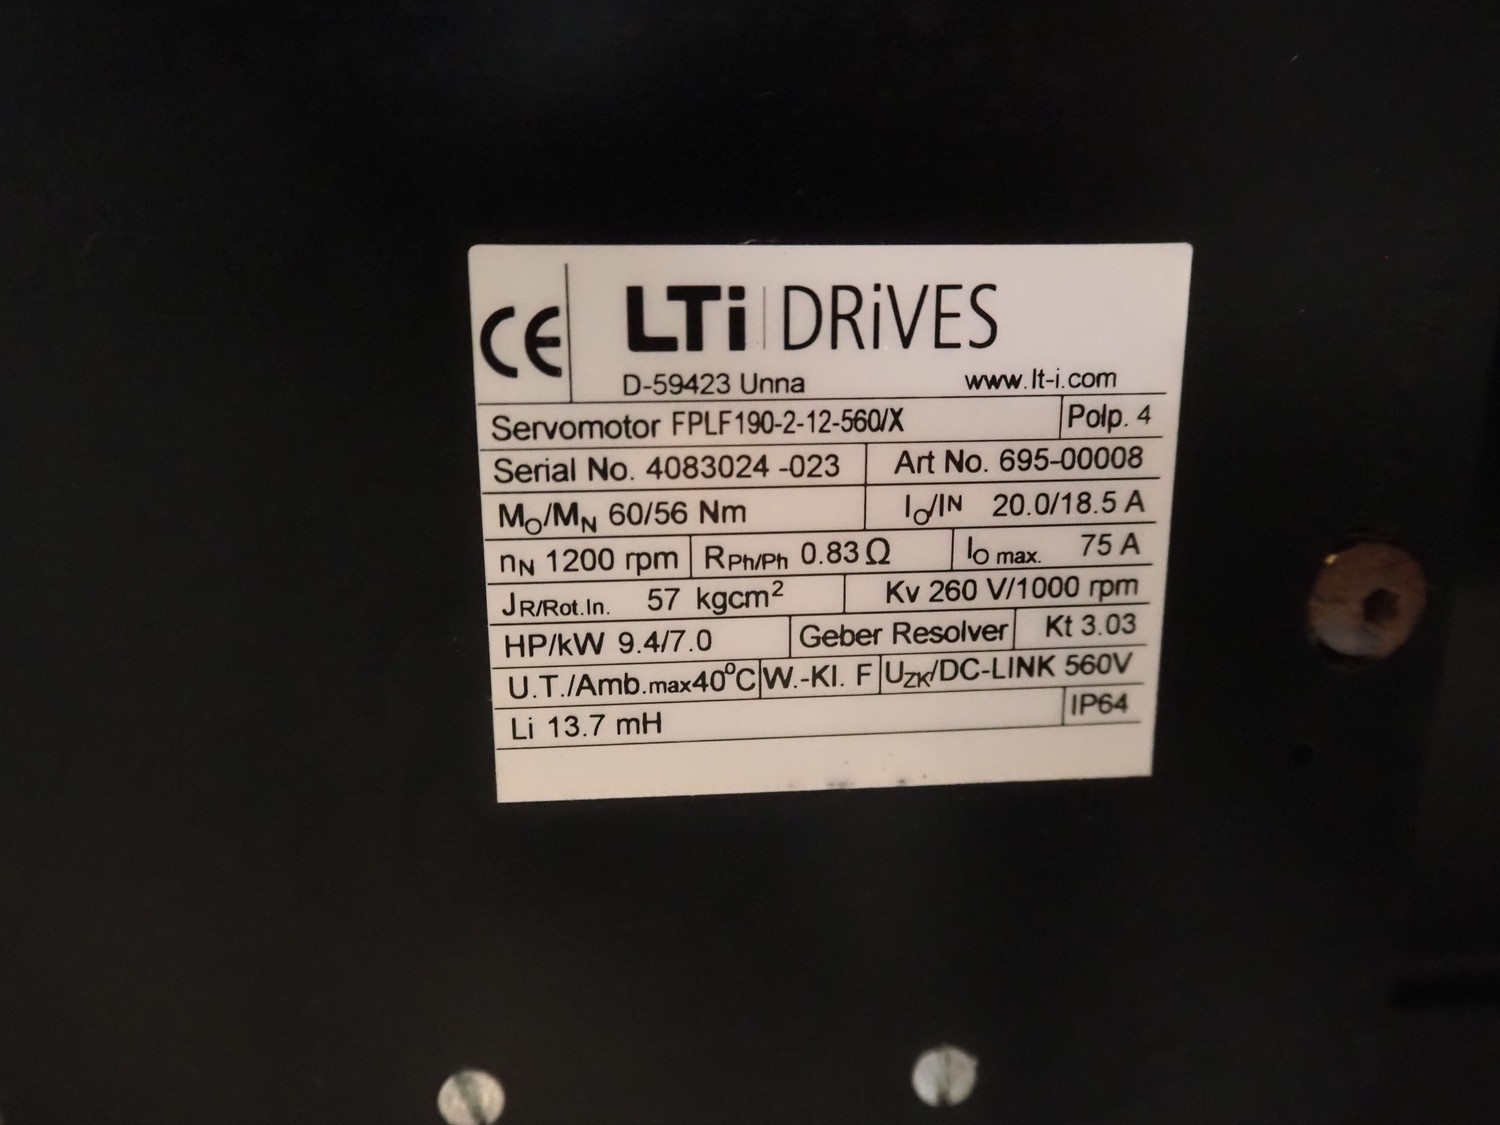 CE LTi DRiVES
D-59423 Unna www.lt-i.com
Servomotor FPLF190-2-12-560/X Polp. 4
Serial No. 4083024 -023 Art No. 695-00008
MO/MN 60/56 Nm IO/IN 20.0/18.5 A
nN 1200 rpm RPh/Ph 0.83 Ω IO max. 75 A
JR/Rot.In. 57 kgcm² Kv 260 V/1000 rpm
HP/kW 9.4/7.0 Geber Resolver Kt 3.03
U.T./Amb.max40°C W.-Kl. F UZK/DC-LINK 560V
Li 13.7 mH IP64